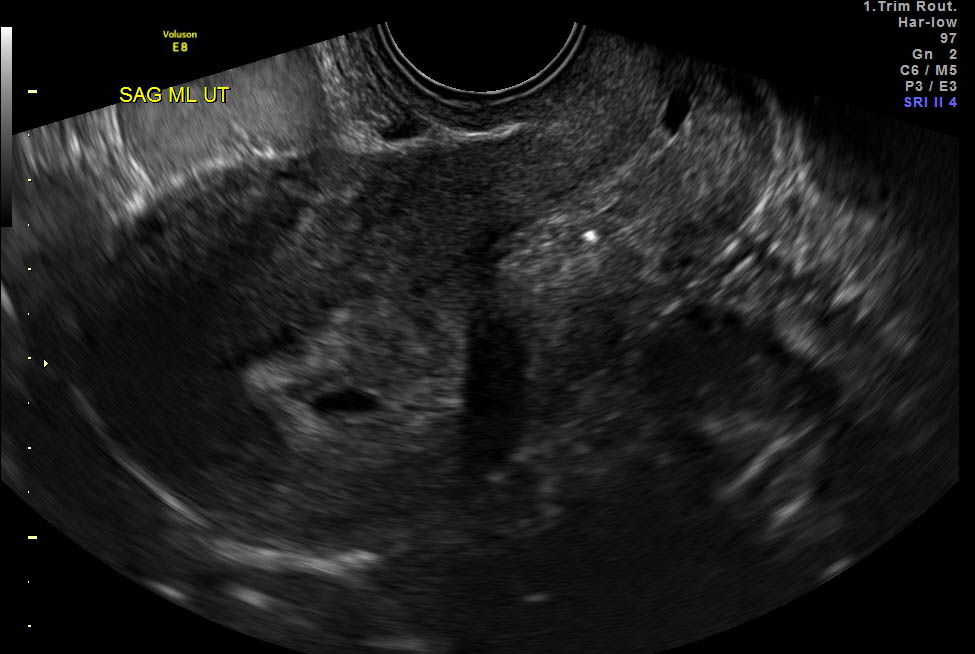 1.Trim Rout.
Har-low
Voluson
E8
97
Gn 2
C6 / M5
P3 / E3
SAG ML UT
SRI II 4